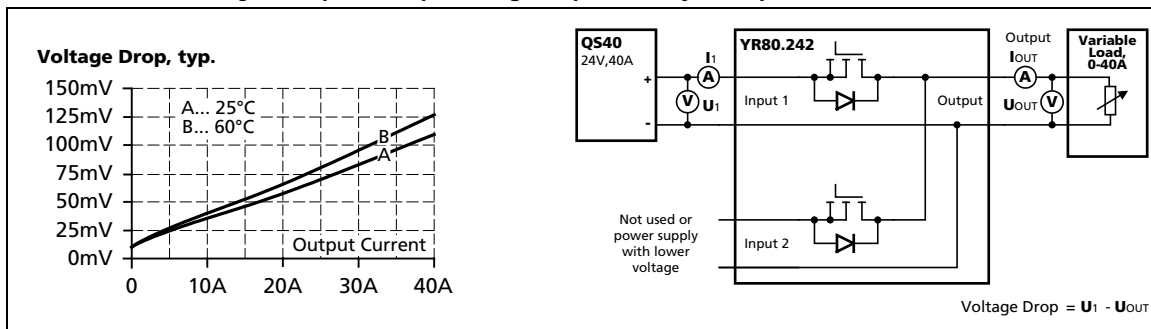 Voltage Drop, typ.
150mV
125mV
100mV
75mV
50mV
25mV
0mV
A... 25°C
B... 60°C
B
A
Output Current
0 10A 20A 30A 40A
QS40
24V,40A
+
-
I1
A
V U1
YR80.242
Input 1
Output
Input 2
Not used or
power supply
with lower
voltage
Output
IOUT
A
UOUT V
Variable
Load,
0-40A
Voltage Drop = U1 - UOUT